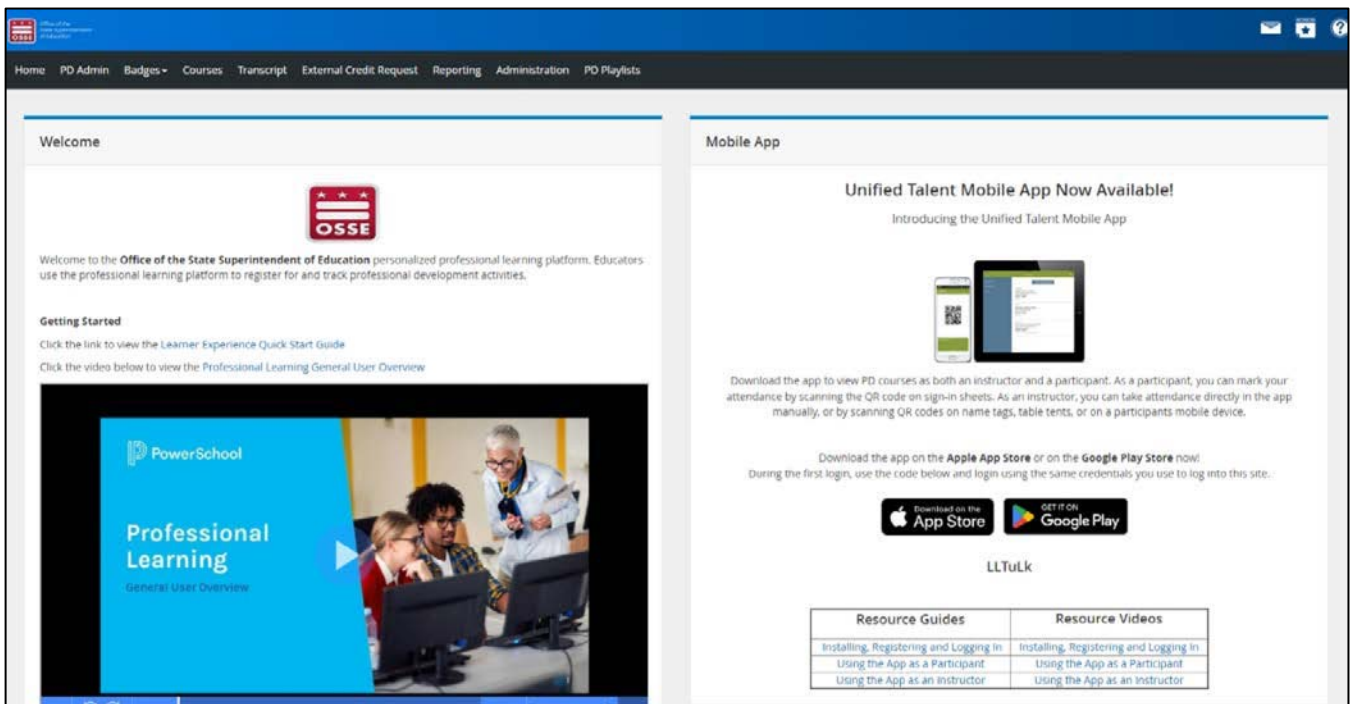 OSSE
Office of the
State Superintendent
of Education
Home PD Admin Badges Courses Transcript External Credit Request Reporting Administration PD Playlists
Welcome
OSSE
Welcome to the Office of the State Superintendent of Education personalized professional learning platform. Educators
use the professional learning platform to register for and track professional development activities.
Getting Started
Click the link to view the Learner Experience Quick Start Guide
Click the video below to view the Professional Learning General User Overview
PowerSchool
Professional
Learning
General User Overview
Mobile App
Unified Talent Mobile App Now Available!
Introducing the Unified Talent Mobile App
Download the app to view PD courses as both an instructor and a participant. As a participant, you can mark your
attendance by scanning the QR code on sign-in sheets. As an instructor, you can take attendance directly in the app
manually, or by scanning QR codes on name tags, table tents, or on a participants mobile device.
Download the app on the Apple App Store or on the Google Play Store now!
During the first login, use the code below and login using the same credentials you use to log into this site.
Download on the
App Store
GET IT ON
Google Play
LLTuLk
Resource Guides Resource Videos
Installing, Registering and Logging In Installing, Registering and Logging In
Using the App as a Participant Using the App as a Participant
Using the App as an Instructor Using the App as an Instructor